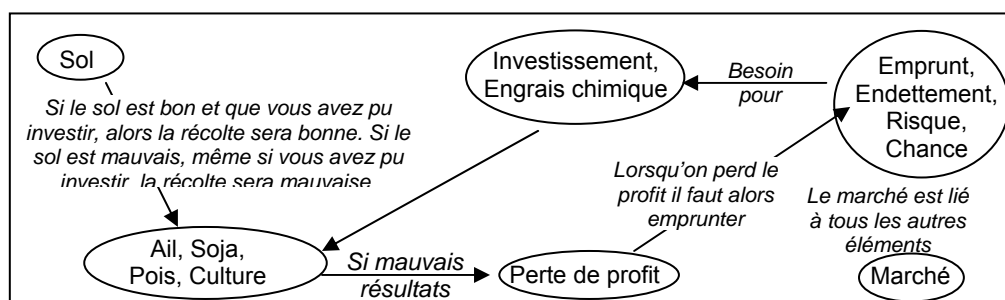 Sol
Si le sol est bon et que vous avez pu
investir, alors la récolte sera bonne. Si le
sol est mauvais, même si vous avez pu
investir, la récolte sera mauvaise
Investissement,
Engrais chimique
Besoin
pour
Emprunt,
Endettement,
Risque,
Chance
Lorsqu'on perd le
profit il faut alors
emprunter
Le marché est lié
à tous les autres
éléments
Ail, Soja,
Pois, Culture
Si mauvais
résultats
Perte de profit
Marché